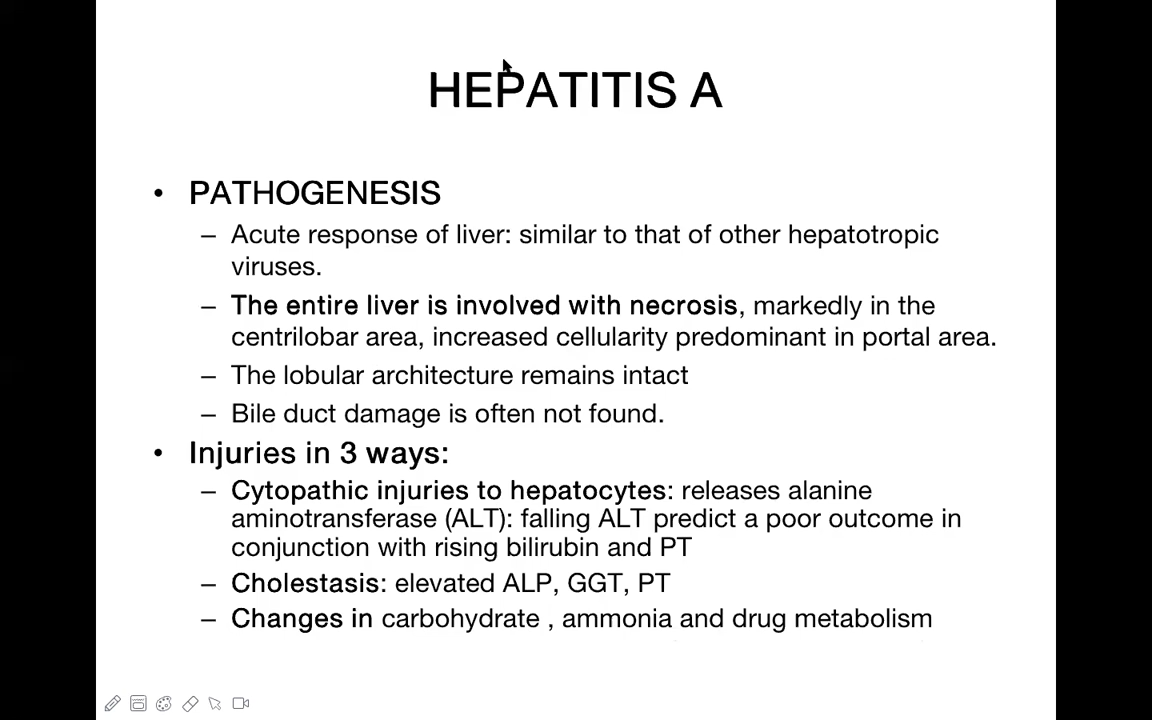 HEPATITIS A
• PATHOGENESIS
– Acute response of liver: similar to that of other hepatotropic
viruses.
– The entire liver is involved with necrosis, markedly in the
centrilobar area, increased cellularity predominant in portal area.
– The lobular architecture remains intact
– Bile duct damage is often not found.
• Injuries in 3 ways:
– Cytopathic injuries to hepatocytes: releases alanine
aminotransferase (ALT): falling ALT predict a poor outcome in
conjunction with rising bilirubin and PT
– Cholestasis: elevated ALP, GGT, PT
– Changes in carbohydrate , ammonia and drug metabolism